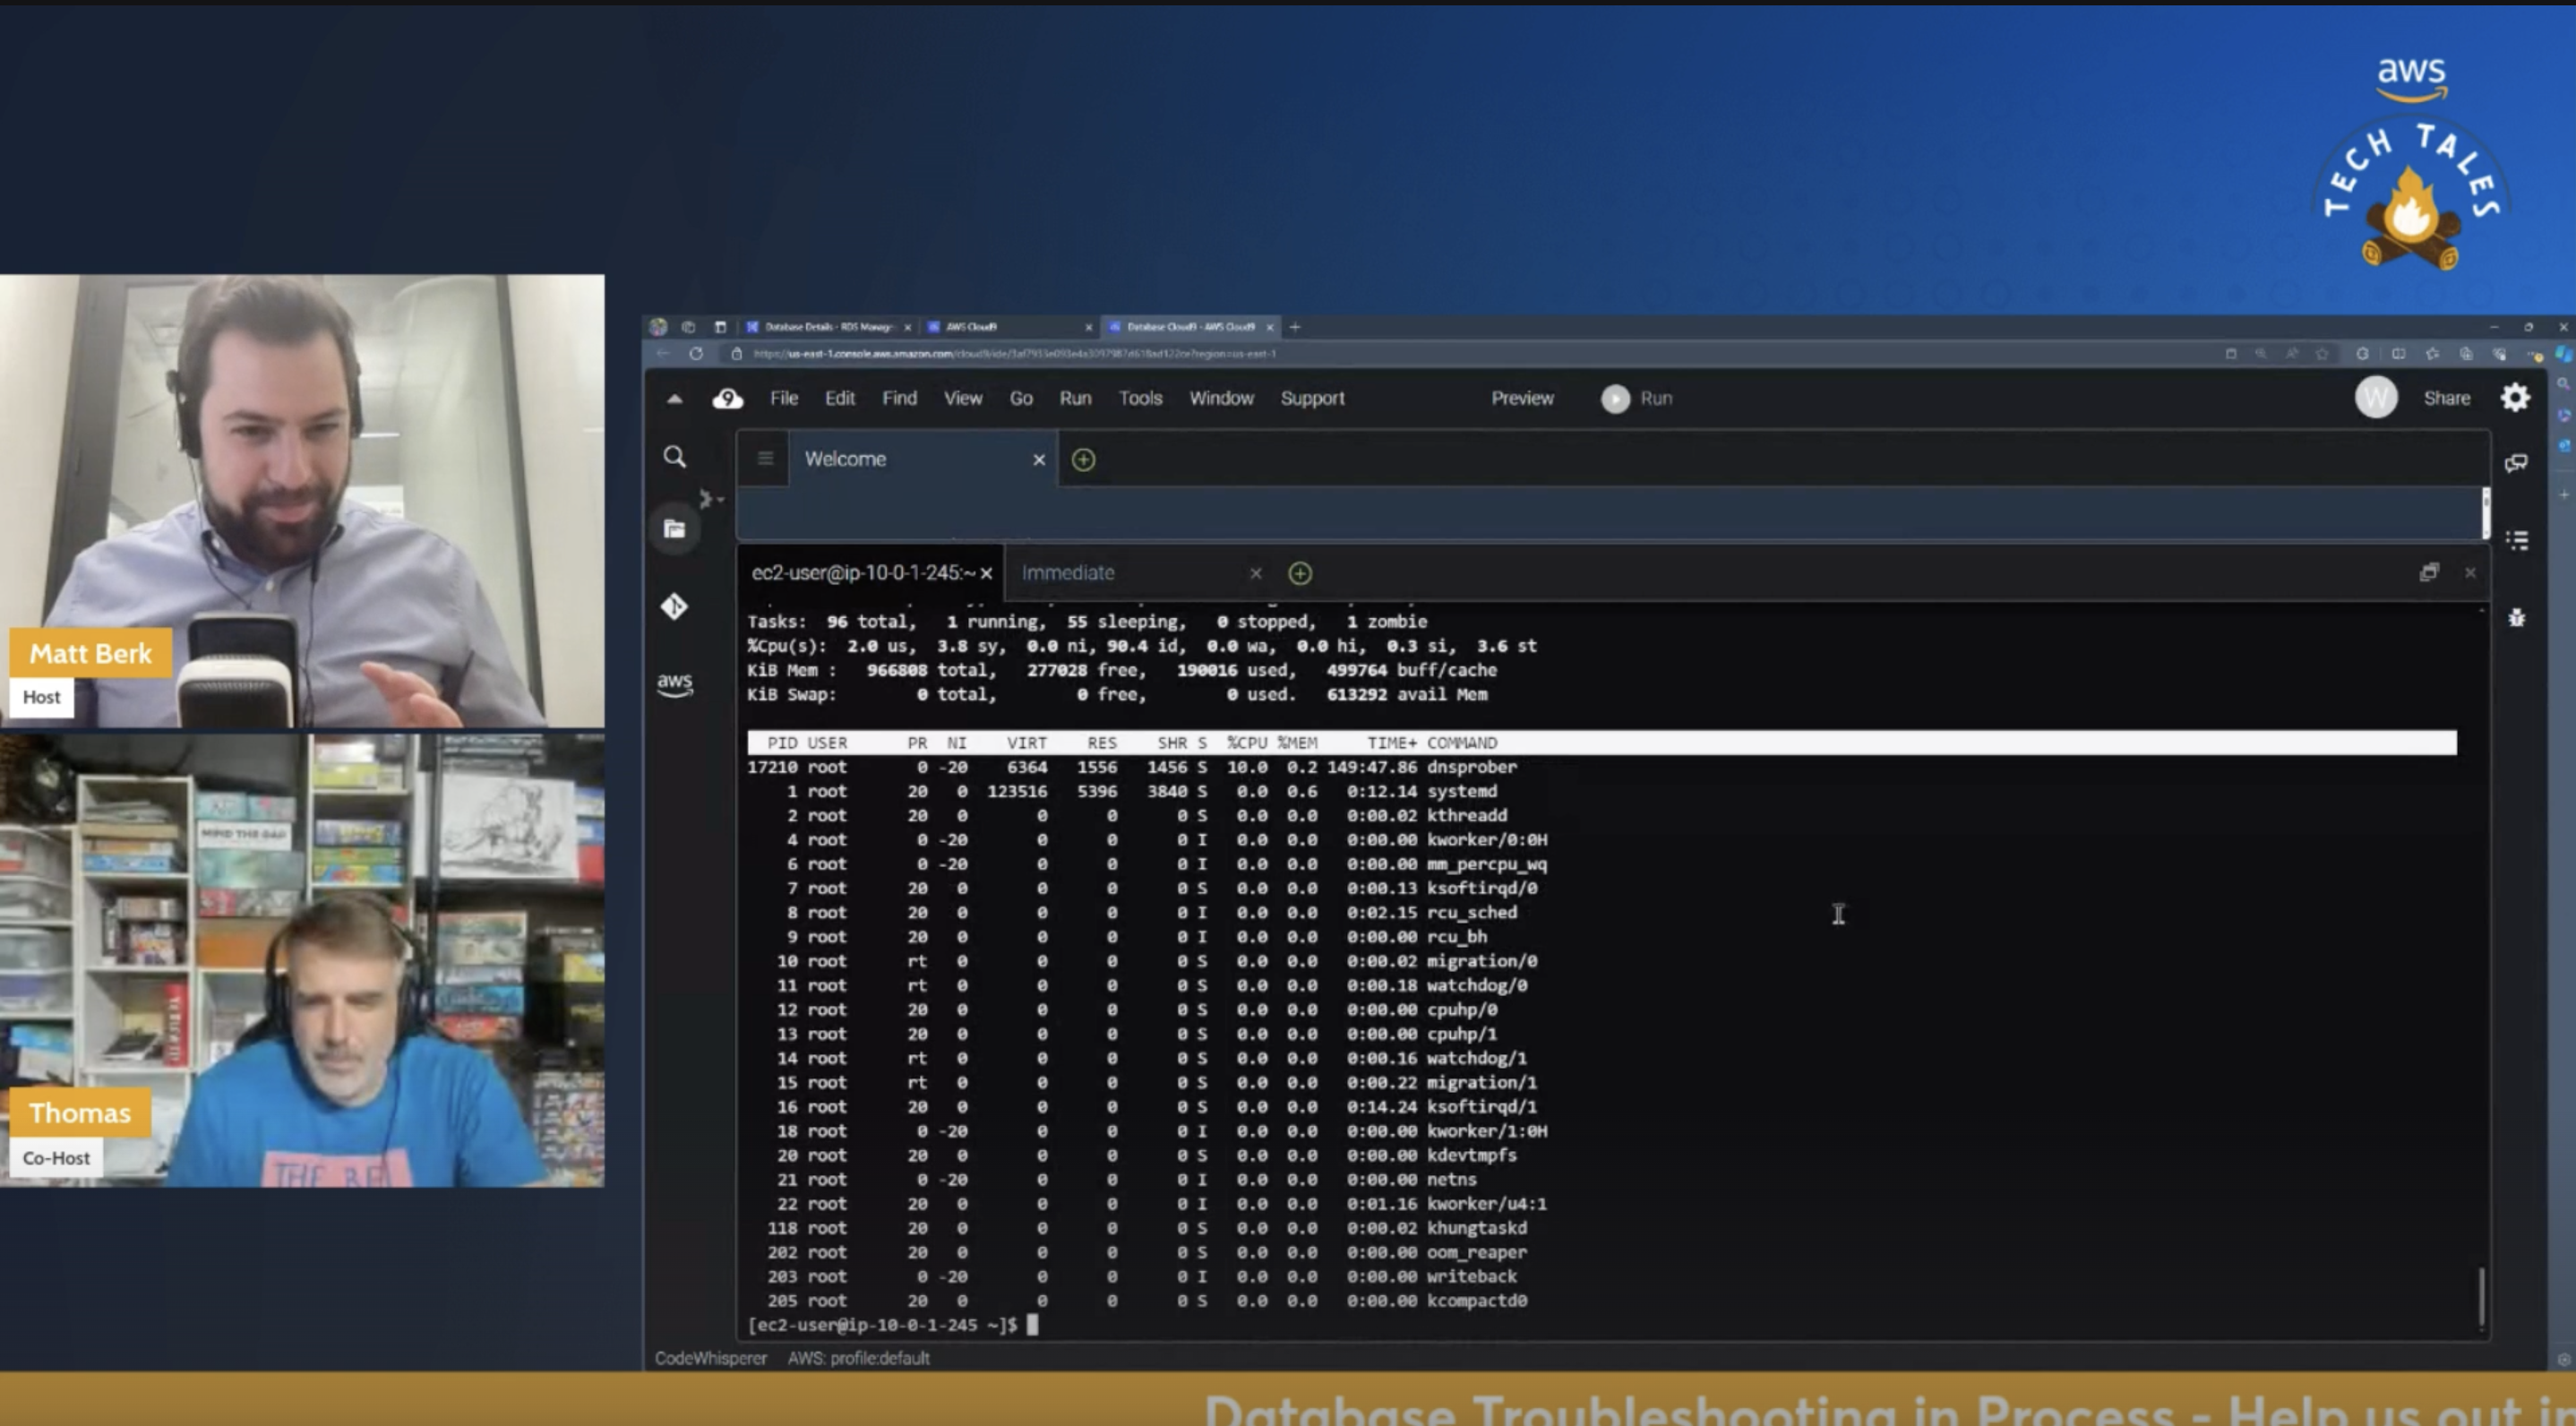 aws
TECH TALES
Database Details - RDS Manag
AWS Cloud9
Database Cloud9 - AWS Cloud9
File Edit Find View Go Run Tools Window Support Preview Run W Share
Welcome
ec2-user@ip-10-0-1-245:~ Immediate
Tasks: 96 total, 1 running, 55 sleeping, 0 stopped, 1 zombie
%Cpu(s): 2.0 us, 3.8 sy, 0.0 ni, 90.4 id, 0.0 wa, 0.0 hi, 0.3 si, 3.6 st
KiB Mem : 966808 total, 277028 free, 190016 used, 499764 buff/cache
KiB Swap: 0 total, 0 free, 0 used. 613292 avail Mem
PID USER PR NI VIRT RES SHR S %CPU %MEM TIME+ COMMAND
17210 root 0 -20 6364 1556 1456 S 10.0 0.2 149:47.86 dnsprober
1 root 20 0 123516 5396 3840 S 0.0 0.6 0:12.14 systemd
2 root 20 0 0 0 0 S 0.0 0.0 0:00.02 kthreadd
4 root 0 -20 0 0 0 I 0.0 0.0 0:00.00 kworker/0:0H
6 root 0 -20 0 0 0 I 0.0 0.0 0:00.00 mm_percpu_wq
7 root 20 0 0 0 0 S 0.0 0.0 0:00.13 ksoftirqd/0
8 root 20 0 0 0 0 I 0.0 0.0 0:02.15 rcu_sched
9 root 20 0 0 0 0 I 0.0 0.0 0:00.00 rcu_bh
10 root rt 0 0 0 0 S 0.0 0.0 0:00.02 migration/0
11 root rt 0 0 0 0 S 0.0 0.0 0:00.18 watchdog/0
12 root 20 0 0 0 0 S 0.0 0.0 0:00.00 cpuhp/0
13 root 20 0 0 0 0 S 0.0 0.0 0:00.00 cpuhp/1
14 root rt 0 0 0 0 S 0.0 0.0 0:00.16 watchdog/1
15 root rt 0 0 0 0 S 0.0 0.0 0:00.22 migration/1
16 root 20 0 0 0 0 S 0.0 0.0 0:14.24 ksoftirqd/1
18 root 0 -20 0 0 0 I 0.0 0.0 0:00.00 kworker/1:0H
20 root 20 0 0 0 0 S 0.0 0.0 0:00.00 kdevtmpfs
21 root 0 -20 0 0 0 I 0.0 0.0 0:00.00 netns
22 root 20 0 0 0 0 I 0.0 0.0 0:01.16 kworker/u4:1
118 root 20 0 0 0 0 S 0.0 0.0 0:00.02 khungtaskd
202 root 20 0 0 0 0 S 0.0 0.0 0:00.00 oom_reaper
203 root 0 -20 0 0 0 I 0.0 0.0 0:00.00 writeback
205 root 20 0 0 0 0 S 0.0 0.0 0:00.00 kcompactd0
[ec2-user@ip-10-0-1-245 ~]$
aws
CodeWhisperer AWS: profile:default
Matt Berk
Host
MIND THE GAP
Thomas
Co-Host
THE BE
Database Troubleshooting in Process - Help us out i